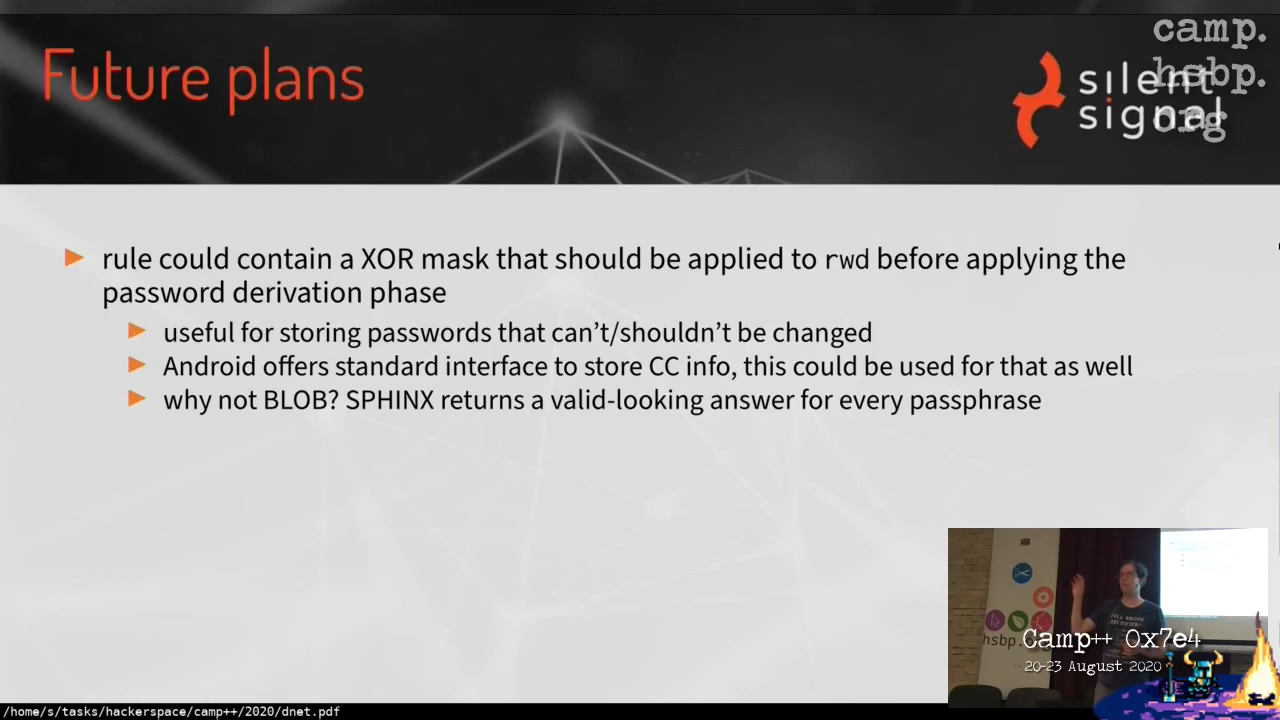 Future plans
camp.
hsbp.
org
silent
signal
rule could contain a XOR mask that should be applied to rwd before applying the
password derivation phase
useful for storing passwords that can't/shouldn't be changed
Android offers standard interface to store CC info, this could be used for that as well
why not BLOB? SPHINX returns a valid-looking answer for every passphrase
hsbp.
Camp++ 0x7e4
20-23 August 2020
/home/s/tasks/hackerspace/camp++/2020/dnet.pdf